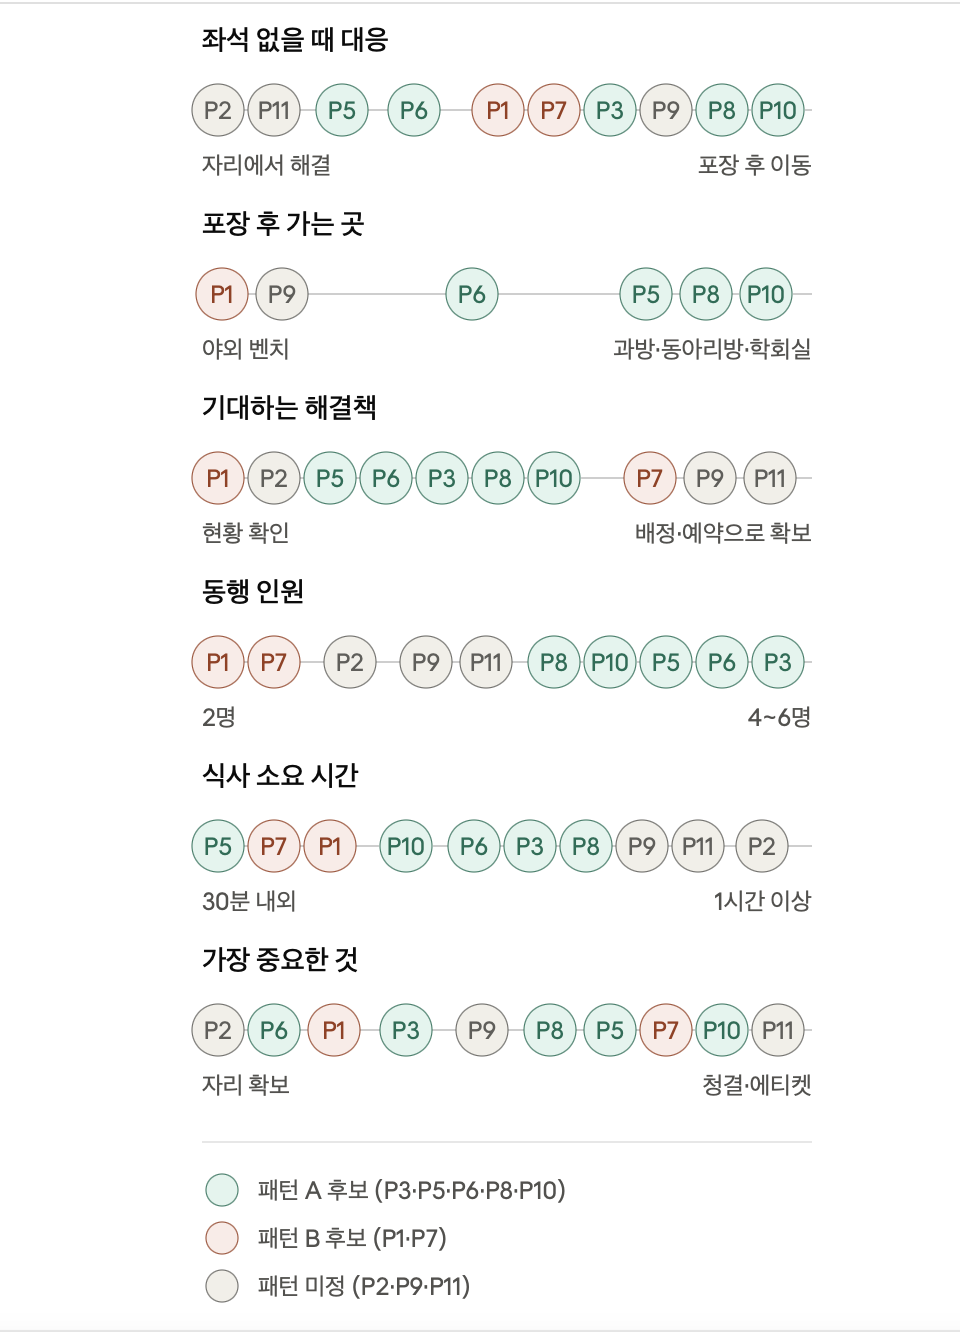 좌석 없을 때 대응
P2 P11 P5 P6 P1 P7 P3 P9 P8 P10
자리에서 해결 포장 후 이동
포장 후 가는 곳
P1 P9 P6 P5 P8 P10
야외 벤치 과방·동아리방·학회실
기대하는 해결책
P1 P2 P5 P6 P3 P8 P10 P7 P9 P11
현황 확인 배정·예약으로 확보
동행 인원
P1 P7 P2 P9 P11 P8 P10 P5 P6 P3
2명 4~6명
식사 소요 시간
P5 P7 P1 P10 P6 P3 P8 P9 P11 P2
30분 내외 1시간 이상
가장 중요한 것
P2 P6 P1 P3 P9 P8 P5 P7 P10 P11
자리 확보 청결·에티켓
패턴 A 후보 (P3·P5·P6·P8·P10)
패턴 B 후보 (P1·P7)
패턴 미정 (P2·P9·P11)